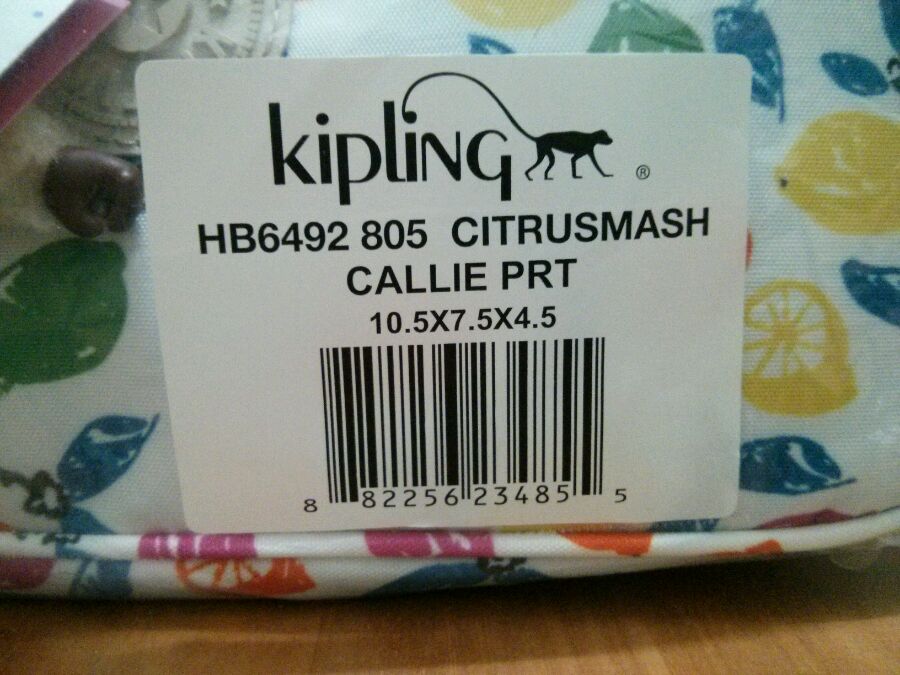 kipling ®
HB6492 805 CITRUSMASH
CALLIE PRT
10.5X7.5X4.5
8 82256 23485 5